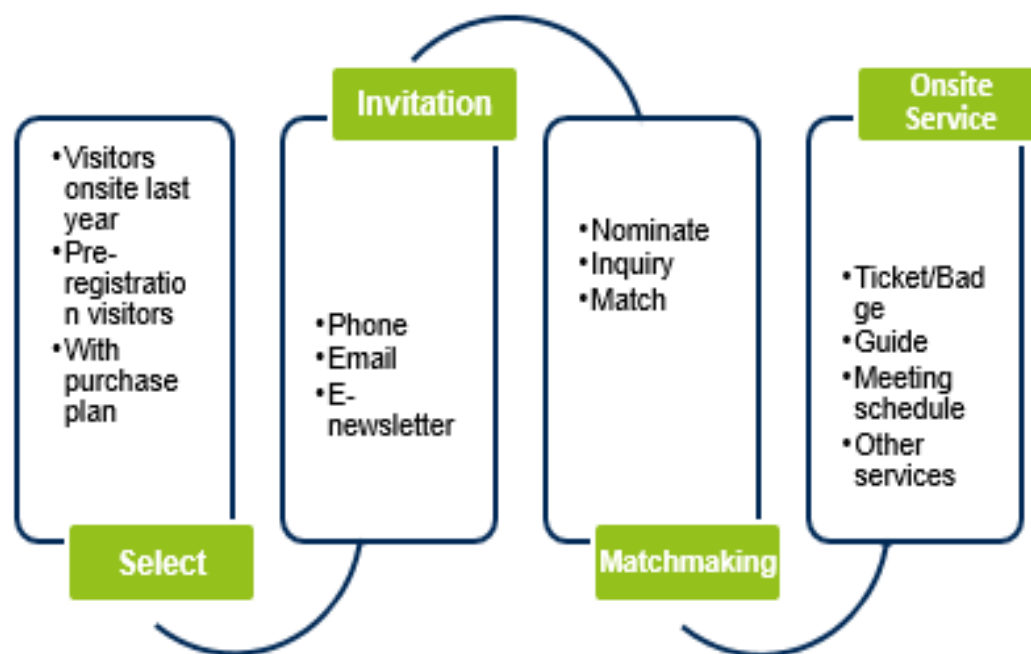 •Visitors
onsite last
year
•Pre-
registratio
n visitors
•With
purchase
plan
Select
Invitation
•Phone
•Email
•E-
newsletter
•Nominate
•Inquiry
•Match
Matchmaking
Onsite
Service
•Ticket/Bad
ge
•Guide
•Meeting
schedule
•Other
services